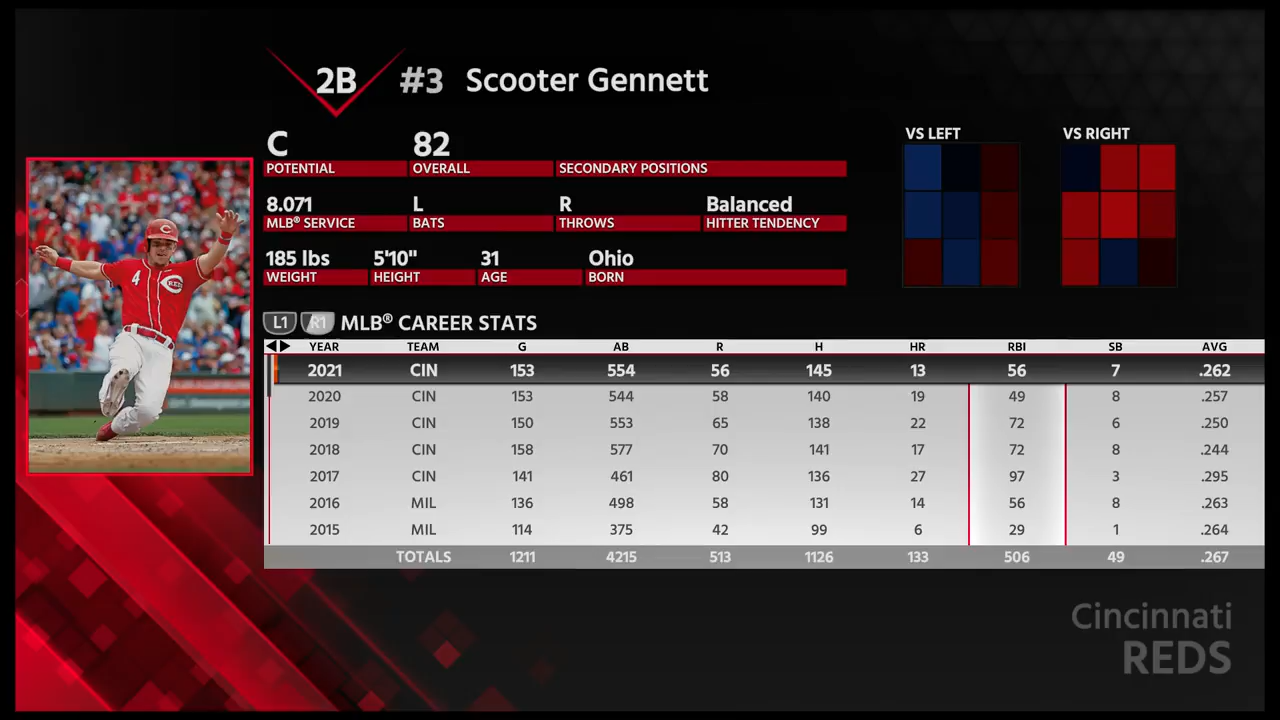 2B #3 Scooter Gennett
C 82
POTENTIAL OVERALL SECONDARY POSITIONS
8.071 L R Balanced
MLB® SERVICE BATS THROWS HITTER TENDENCY
185 lbs 5'10" 31 Ohio
WEIGHT HEIGHT AGE BORN
VS LEFT VS RIGHT
4 REDS
L1 R1 MLB® CAREER STATS
YEAR TEAM G AB R H HR RBI SB AVG
2021 CIN 153 554 56 145 13 56 7 .262
2020 CIN 153 544 58 140 19 49 8 .257
2019 CIN 150 553 65 138 22 72 6 .250
2018 CIN 158 577 70 141 17 72 8 .244
2017 CIN 141 461 80 136 27 97 3 .295
2016 MIL 136 498 58 131 14 56 8 .263
2015 MIL 114 375 42 99 6 29 1 .264
TOTALS 1211 4215 513 1126 133 506 49 .267
Cincinnati
REDS